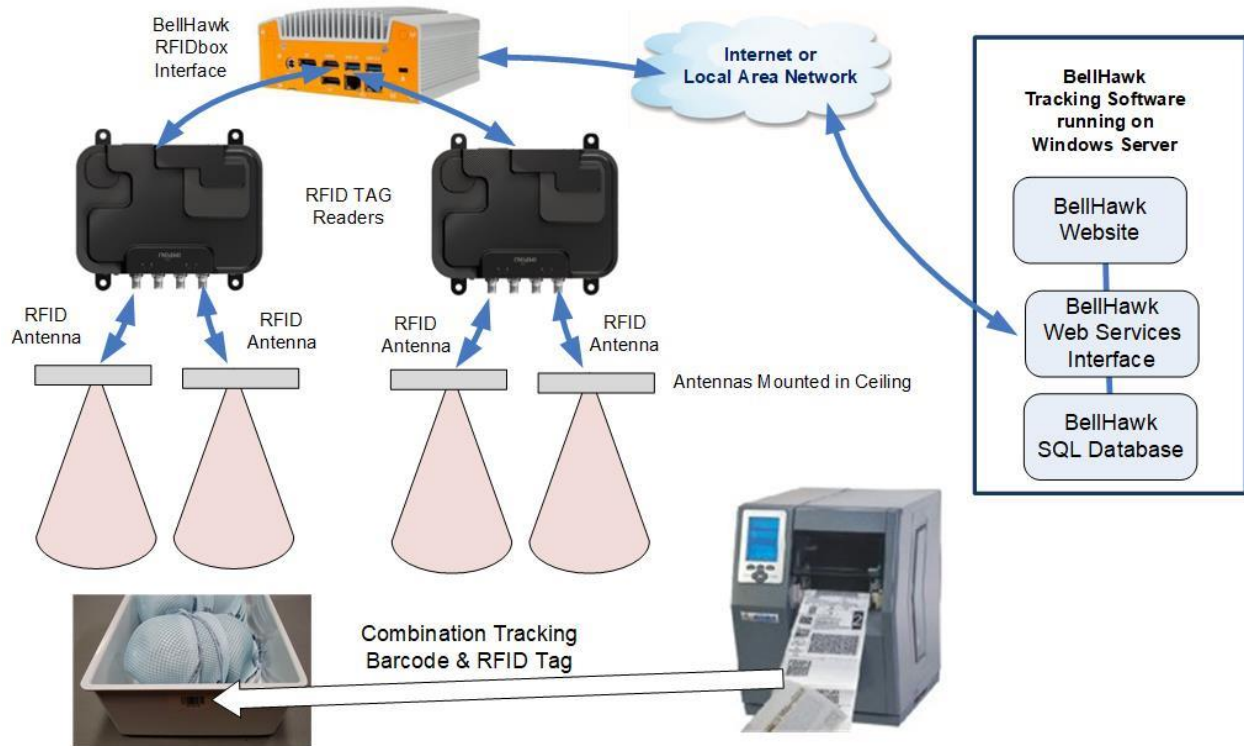 BellHawk
RFIDbox
Interface
Internet or
Local Area Network
BellHawk
Tracking Software
running on
Windows Server
RFID TAG
Readers
BellHawk
Website
BellHawk
Web Services
Interface
BellHawk
SQL Database
RFID
Antenna
RFID
Antenna
RFID
Antenna
RFID
Antenna
Antennas Mounted in Ceiling
Combination Tracking
Barcode & RFID Tag